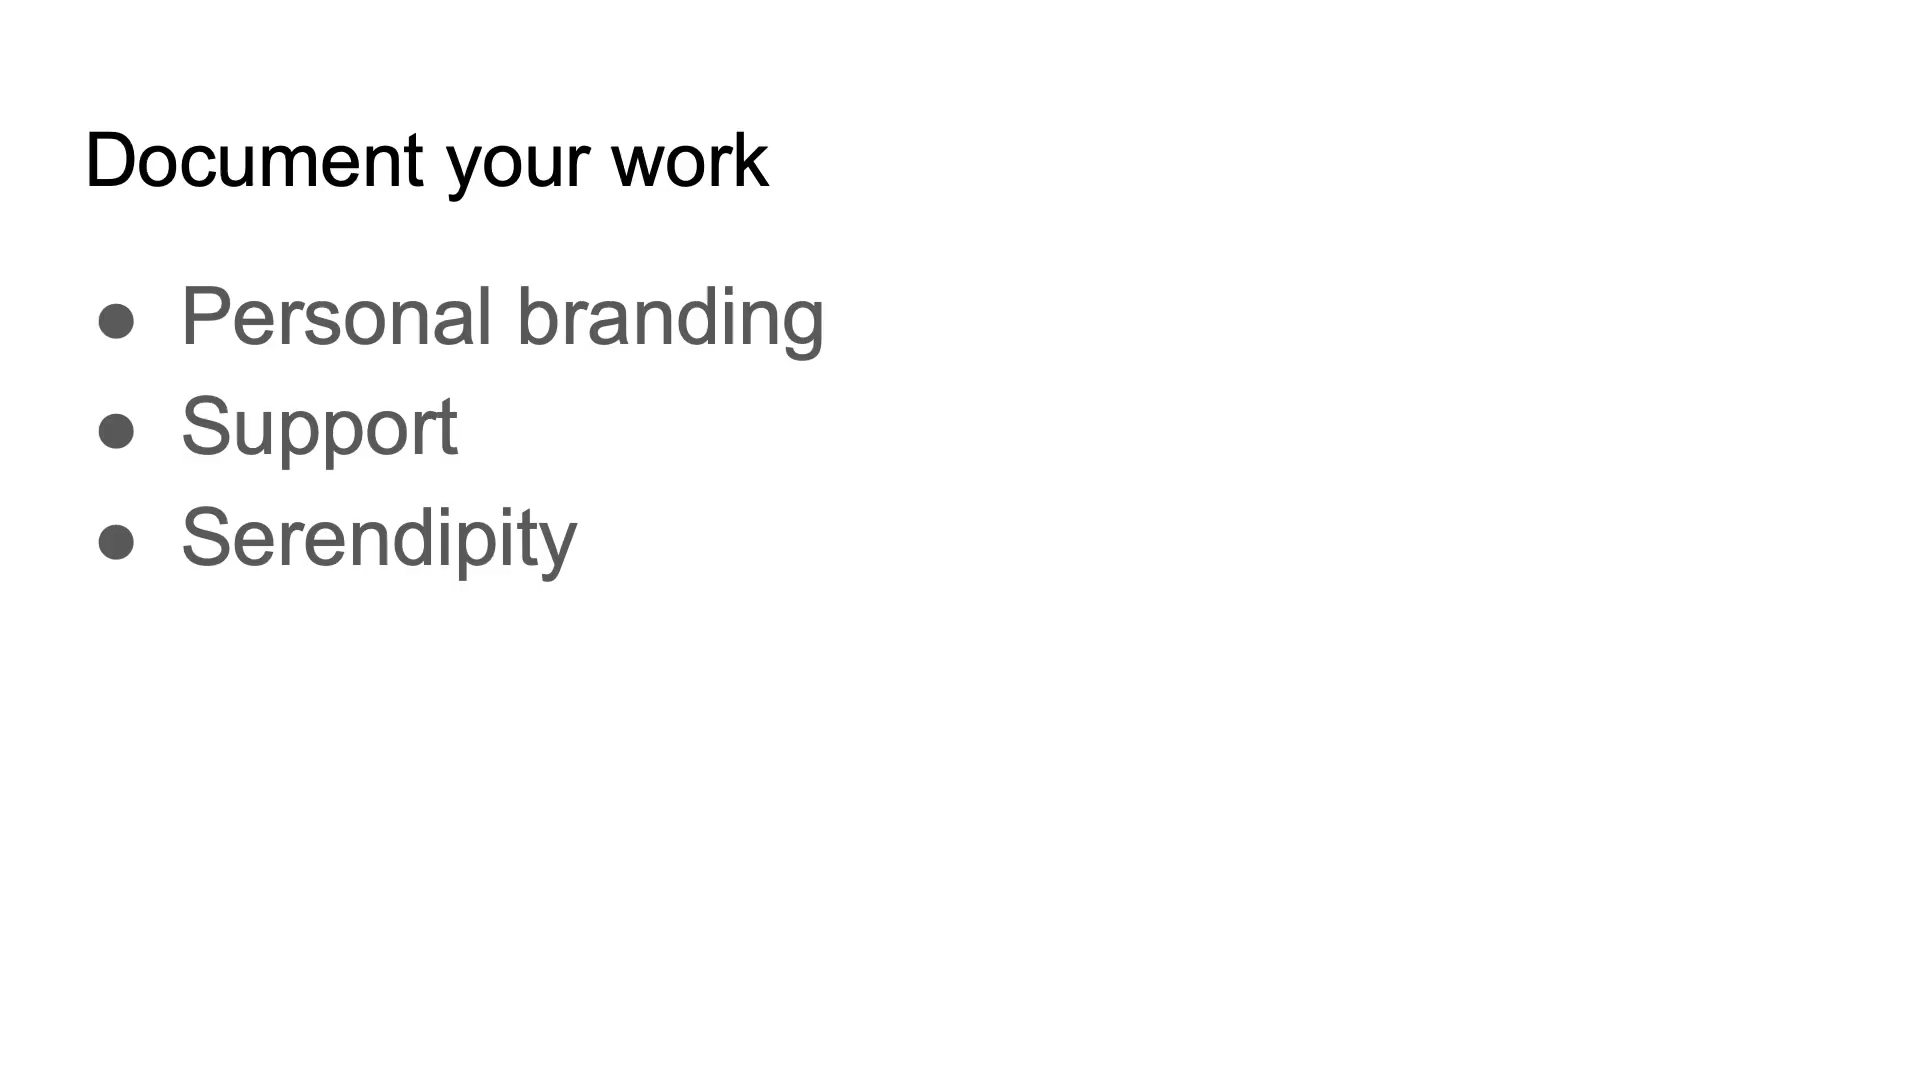 Document your work
● Personal branding
● Support
● Serendipity